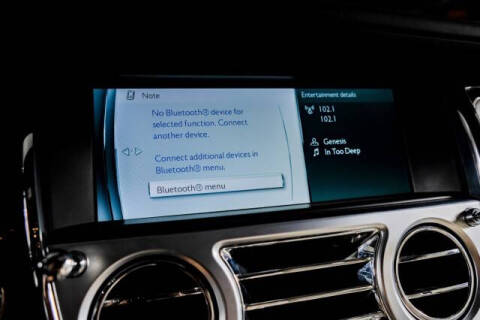 Note
No Bluetooth® device for
selected function. Connect
another device.
Connect additional devices in
Bluetooth® menu.
Bluetooth® menu
Entertainment details
102.1
102.1
Genesis
In Too Deep